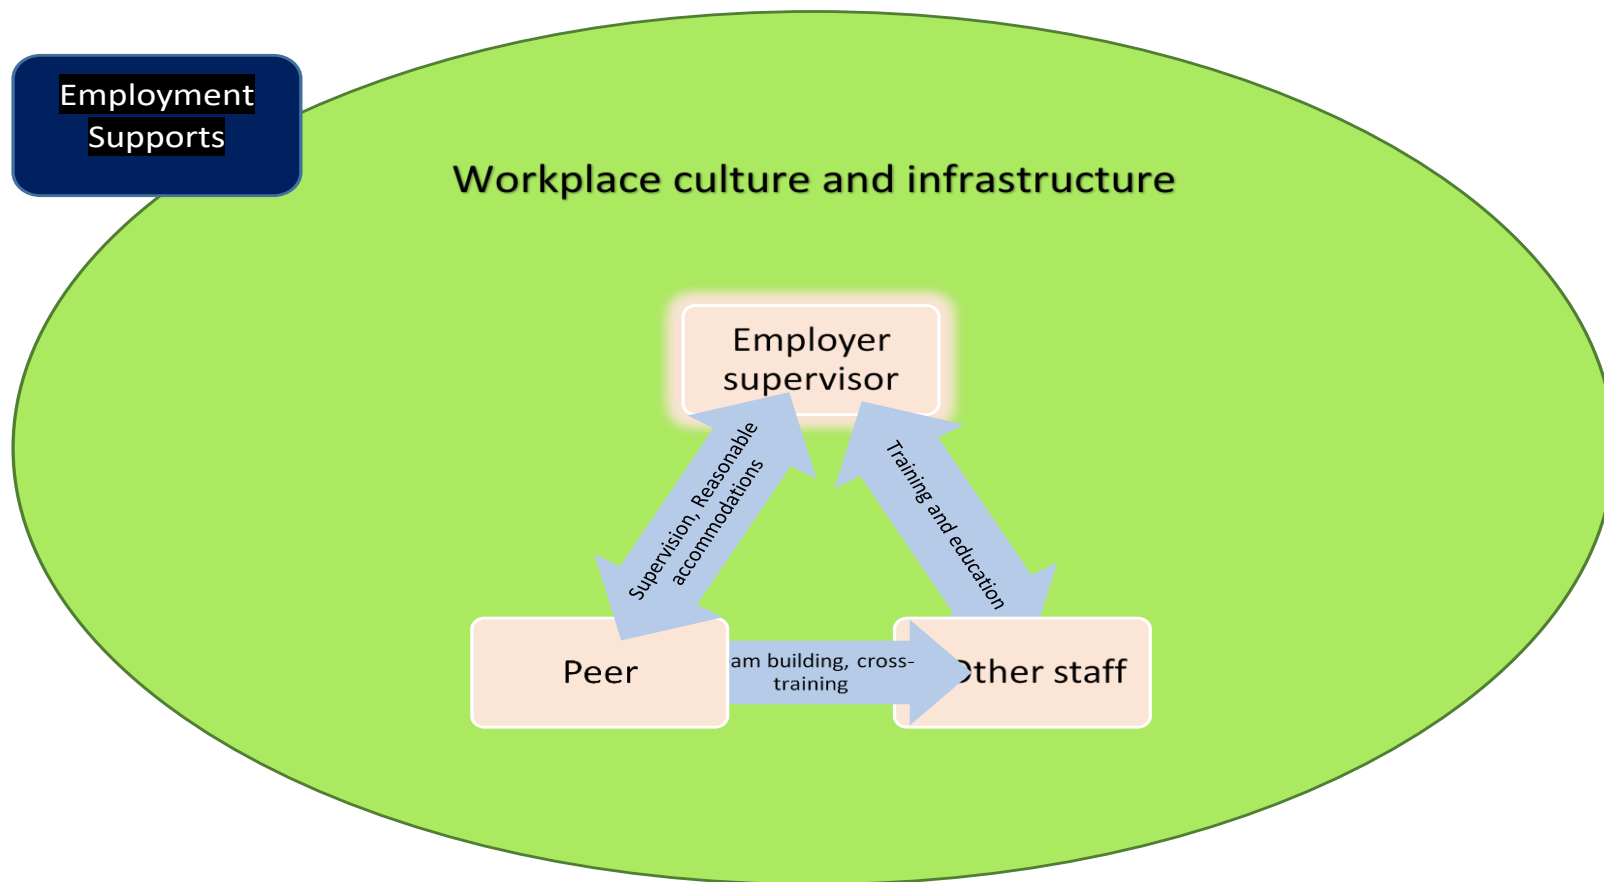 Employment
Supports
Workplace culture and infrastructure
Employer
supervisor
Supervision, Reasonable
accommodations
Training and education
Peer
am building, cross-
training
Other staff